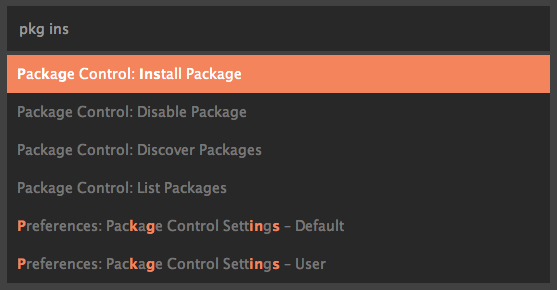 pkg ins
Package Control: Install Package
Package Control: Disable Package
Package Control: Discover Packages
Package Control: List Packages
Preferences: Package Control Settings – Default
Preferences: Package Control Settings – User